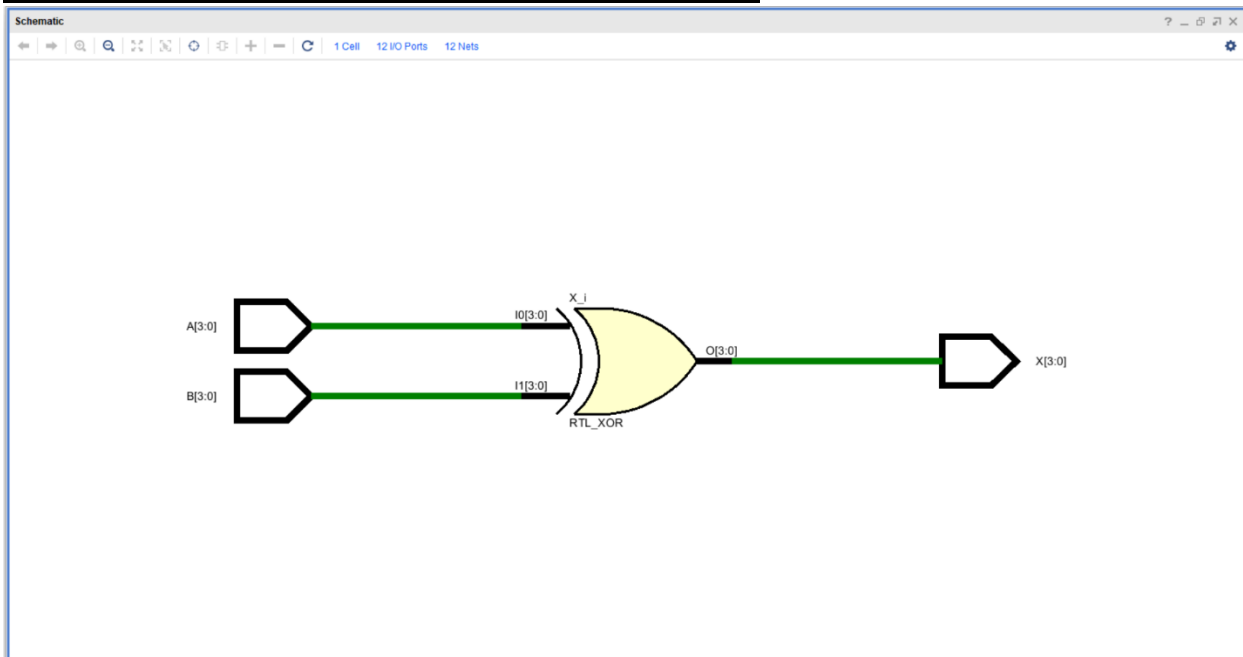 Schematic
1 Cell 12 I/O Ports 12 Nets
X_i
I0[3:0]
A[3:0]
O[3:0]
X[3:0]
I1[3:0]
B[3:0]
RTL_XOR